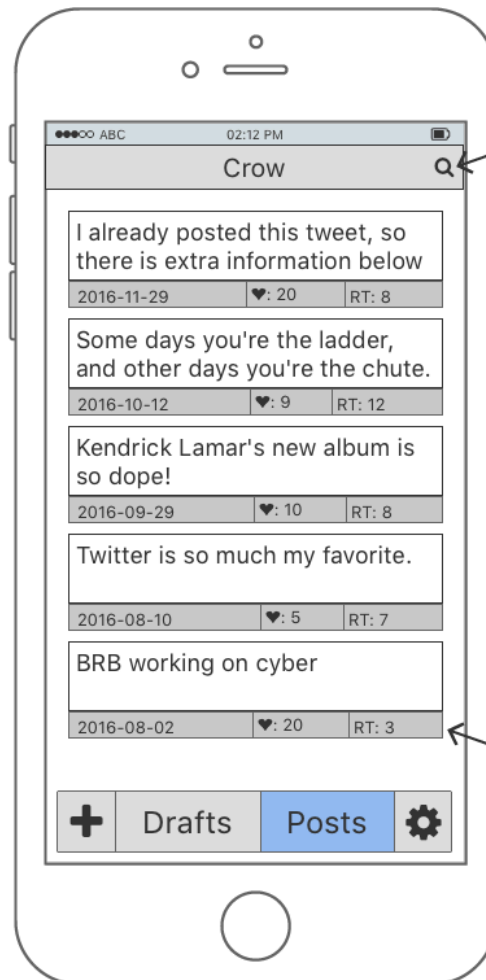 ABC 02:12 PM
Crow
I already posted this tweet, so
there is extra information below
2016-11-29 ♥: 20 RT: 8
Some days you're the ladder,
and other days you're the chute.
2016-10-12 ♥: 9 RT: 12
Kendrick Lamar's new album is
so dope!
2016-09-29 ♥: 10 RT: 8
Twitter is so much my favorite.
2016-08-10 ♥: 5 RT: 7
BRB working on cyber
2016-08-02 ♥: 20 RT: 3
Drafts Posts